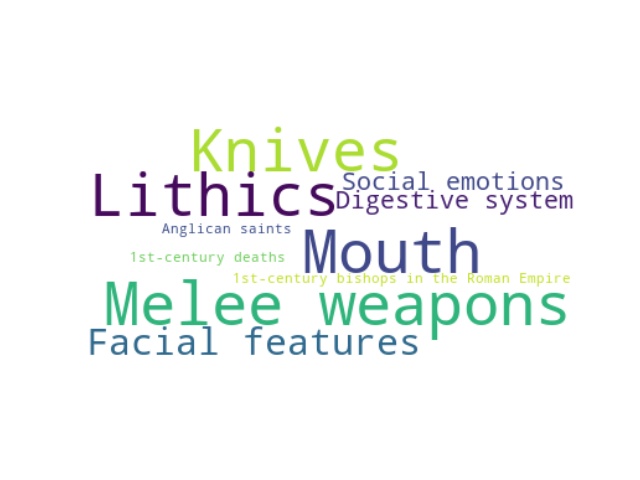 Knives
Lithics
Social emotions
Digestive system
Anglican saints
Mouth
1st-century deaths
1st-century bishops in the Roman Empire
Melee weapons
Facial features